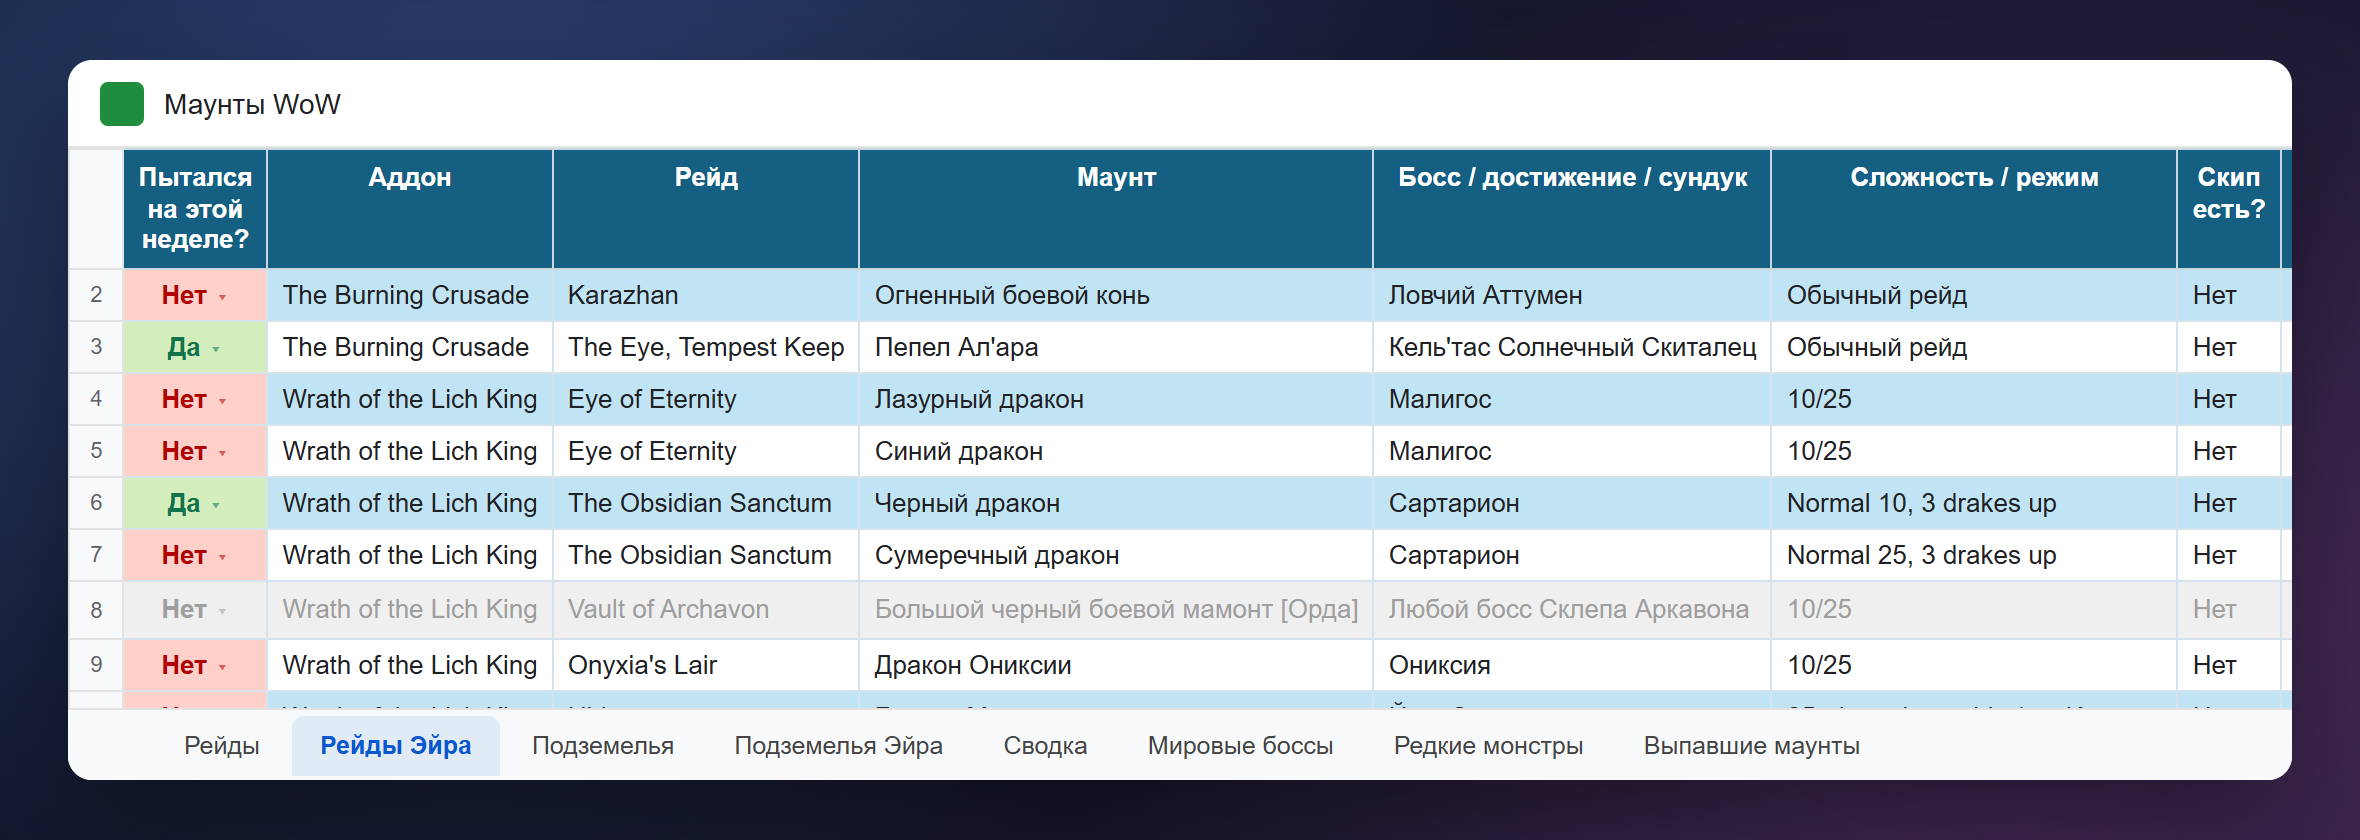 Маунты WoW
Пытался на этой неделе? Аддон Рейд Маунт Босс / достижение / сундук Сложность / режим Скип есть?
2 Нет The Burning Crusade Karazhan Огненный боевой конь Ловчий Аттумен Обычный рейд Нет
3 Да The Burning Crusade The Eye, Tempest Keep Пепел Ал'ара Кель'тас Солнечный Скиталец Обычный рейд Нет
4 Нет Wrath of the Lich King Eye of Eternity Лазурный дракон Малигос 10/25 Нет
5 Нет Wrath of the Lich King Eye of Eternity Синий дракон Малигос 10/25 Нет
6 Да Wrath of the Lich King The Obsidian Sanctum Черный дракон Сартарион Normal 10, 3 drakes up Нет
7 Нет Wrath of the Lich King The Obsidian Sanctum Сумеречный дракон Сартарион Normal 25, 3 drakes up Нет
8 Нет Wrath of the Lich King Vault of Archavon Большой черный боевой мамонт [Орда] Любой босс Склепа Аркавона 10/25 Нет
9 Нет Wrath of the Lich King Onyxia's Lair Дракон Ониксии Ониксия 10/25 Нет
Рейды Рейды Эйра Подземелья Подземелья Эйра Сводка Мировые боссы Редкие монстры Выпавшие маунты